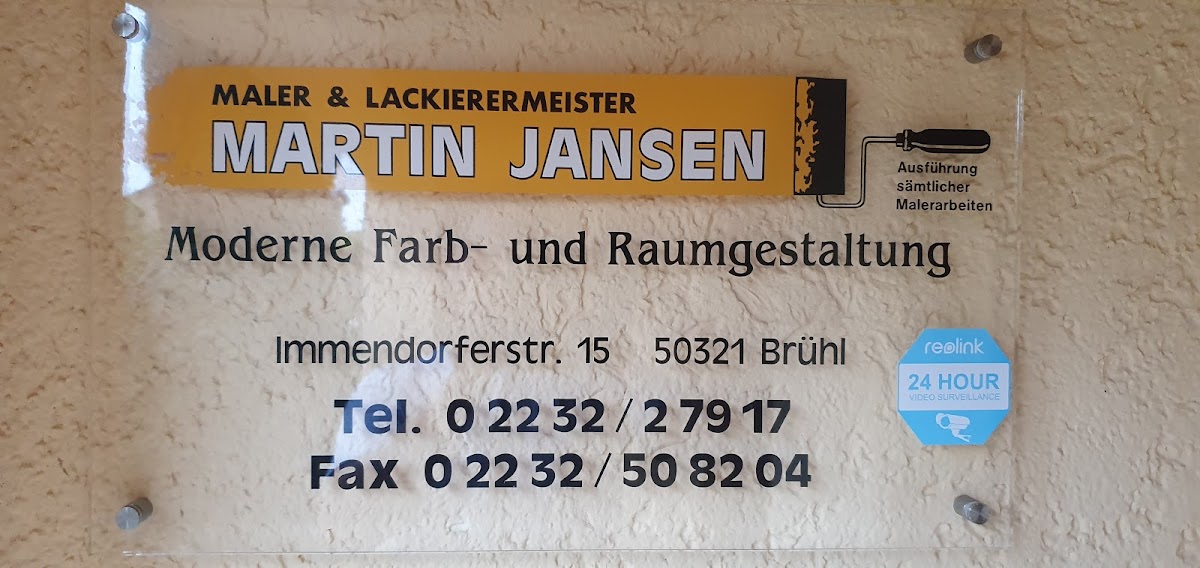 MALER & LACKIERERMEISTER
MARTIN JANSEN
Ausführung
sämtlicher
Malerarbeiten
Moderne Farb- und Raumgestaltung
Immendorferstr. 15 50321 Brühl
Tel. 0 22 32 / 2 79 17
Fax 0 22 32 / 50 82 04
reolink
24 HOUR
VIDEO SURVEILLANCE